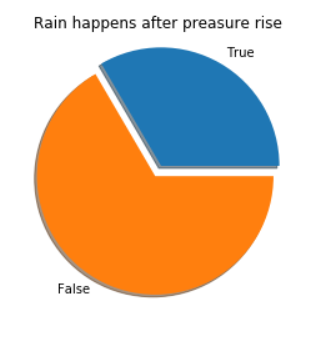 Rain happens after preasure rise
True
False